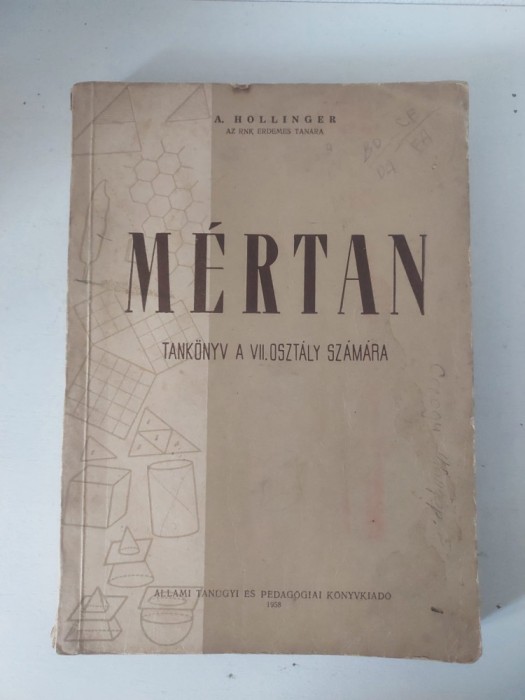 A. HOLLINGER
AZ RNK ÉRDEMES TANÁRA
MÉRTAN
TANKÖNYV A VII. OSZTÁLY SZÁMÁRA
ÁLLAMI TANÜGYI ÉS PEDAGÓGIAI KÖNYVKIADÓ
1958